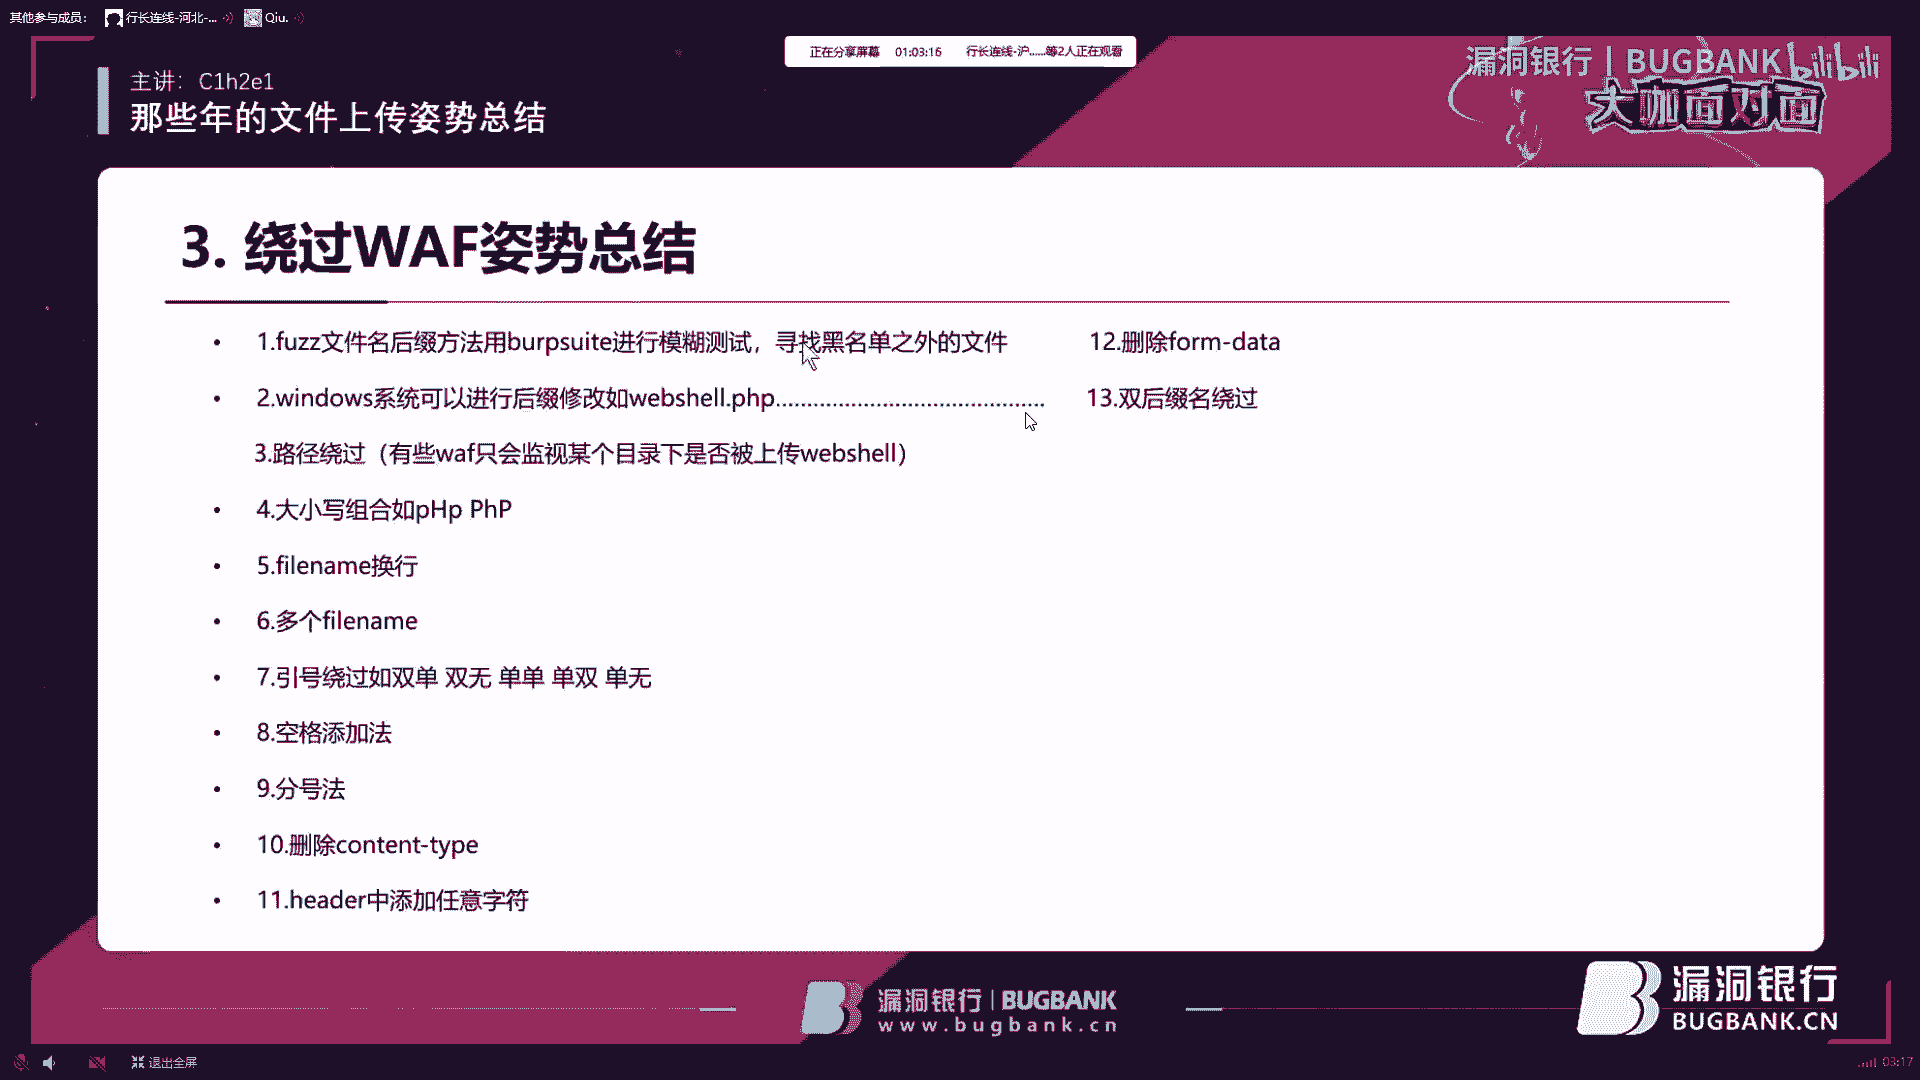 其他参与成员: 行长连线-河北-... Qiu.
正在分享屏幕 01:03:16 行长连线-沪......等2人正在观看
漏洞银行 | BUGBANK bilibili
大咖面对面
主讲: C1h2e1
那些年的文件上传姿势总结
3. 绕过WAF姿势总结
• 1.fuzz文件名后缀方法用burpsuite进行模糊测试，寻找黑名单之外的文件
• 2.windows系统可以进行后缀修改如webshell.php..........................................
3.路径绕过（有些waf只会监视某个目录下是否被上传webshell）
• 4.大小写组合如pHp PhP
• 5.filename换行
• 6.多个filename
• 7.引号绕过如双单 双无 单单 单双 单无
• 8.空格添加法
• 9.分号法
• 10.删除content-type
• 11.header中添加任意字符
12.删除form-data
13.双后缀名绕过
漏洞银行 | BUGBANK
www.bugbank.cn
漏洞银行
BUGBANK.CN
退出全屏
03:17